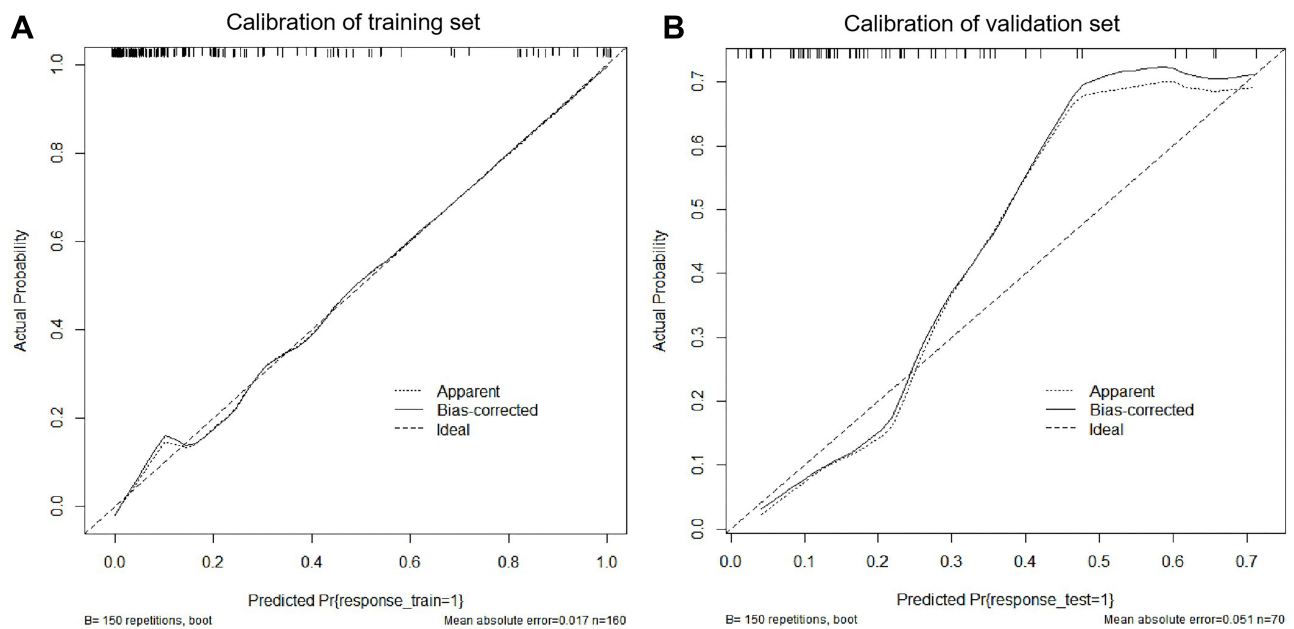 A
Calibration of training set
1.0
0.8
0.6
0.4
0.2
0.0
Actual Probability
Apparent
Bias-corrected
Ideal
0.0 0.2 0.4 0.6 0.8 1.0
Predicted Pr{response_train=1}
B= 150 repetitions, boot
Mean absolute error=0.017 n=160
B
Calibration of validation set
0.7
0.6
0.5
0.4
0.3
0.2
0.1
0.0
Actual Probability
Apparent
Bias-corrected
Ideal
0.0 0.1 0.2 0.3 0.4 0.5 0.6 0.7
Predicted Pr{response_test=1}
B= 150 repetitions, boot
Mean absolute error=0.051 n=70